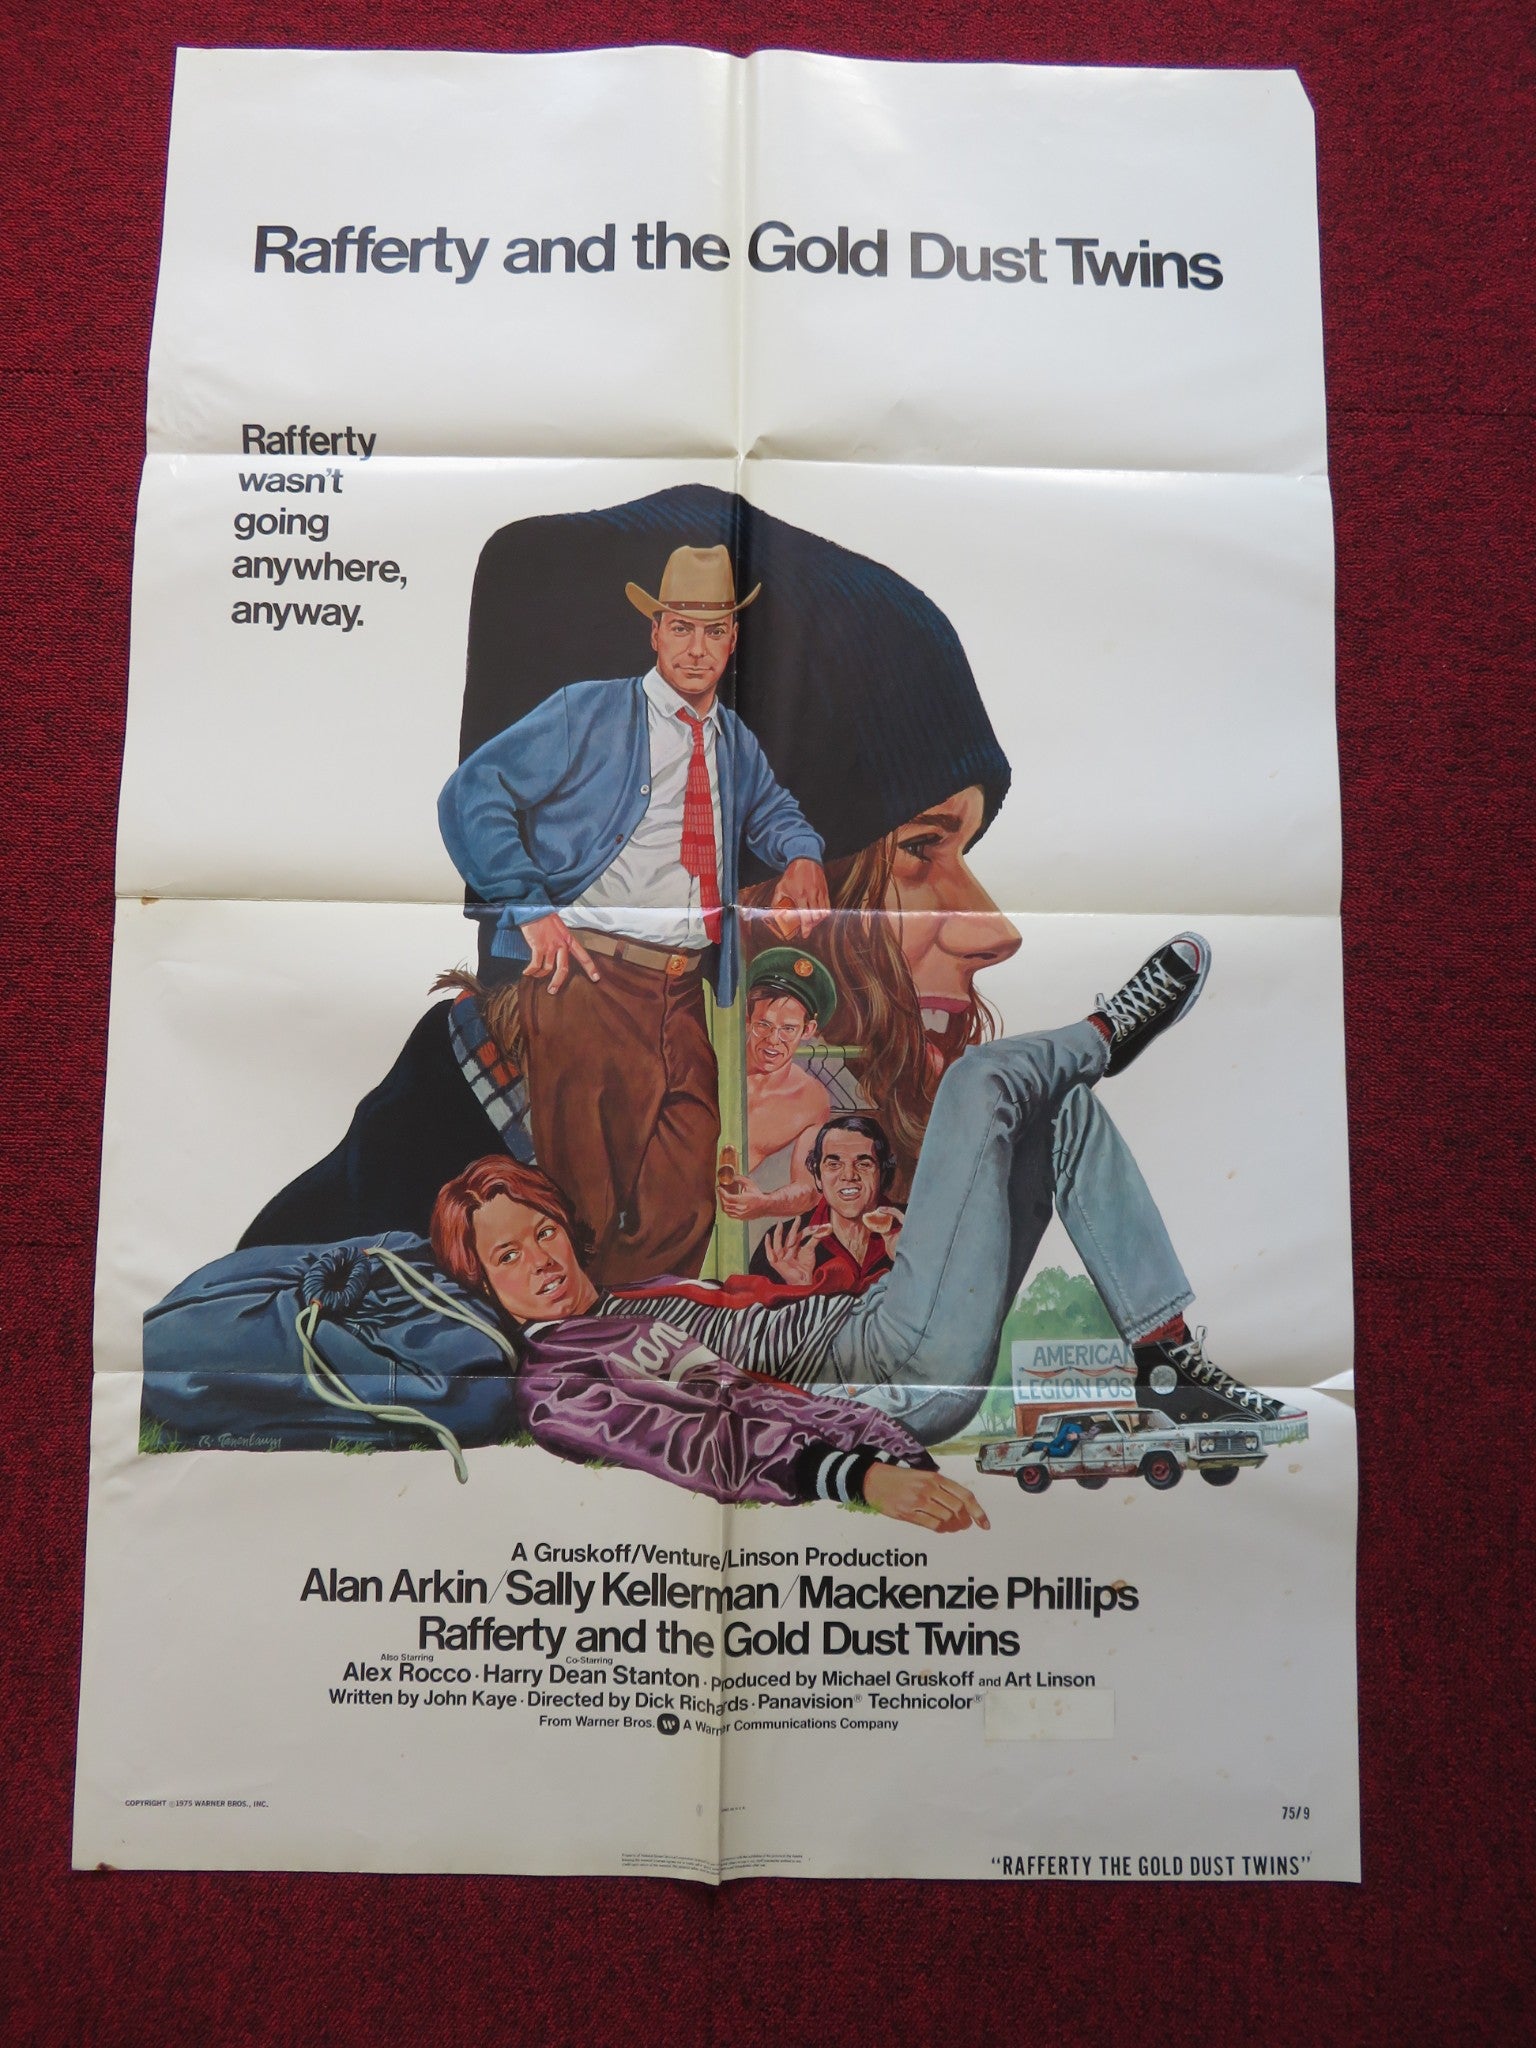 Rafferty and the Gold Dust Twins
Rafferty
wasn't
going
anywhere,
anyway.
AMERICAN
LEGION POS
R. Tanenbaum
A Gruskoff/Venture/Linson Production
Alan Arkin/Sally Kellerman/Mackenzie Phillips
Rafferty and the Gold Dust Twins
Also Starring Co-Starring
Alex Rocco · Harry Dean Stanton · Produced by Michael Gruskoff and Art Linson
Written by John Kaye · Directed by Dick Richards · Panavision® Technicolor®
From Warner Bros. A Warner Communications Company
COPYRIGHT ©1975 WARNER BROS., INC.
75/9
"RAFFERTY THE GOLD DUST TWINS"